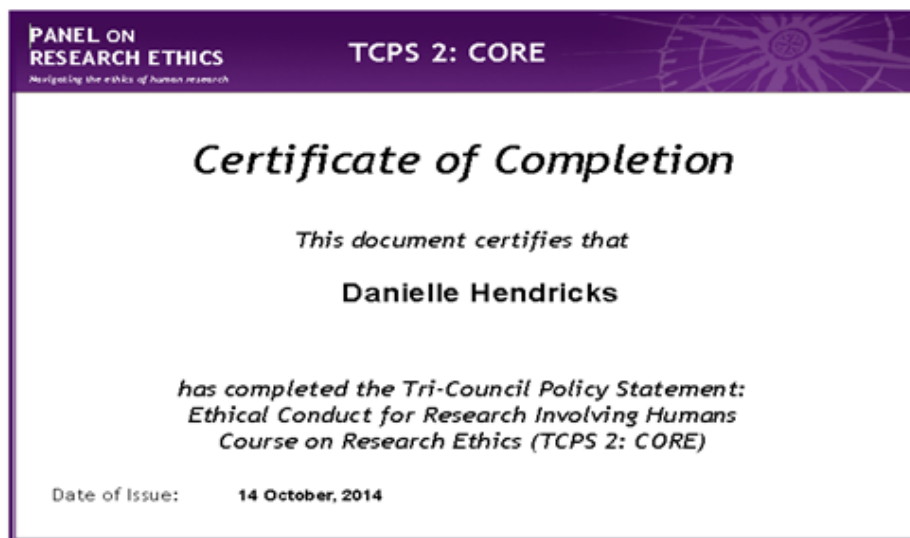 PANEL ON
RESEARCH ETHICS
Navigating the ethics of human research
TCPS 2: CORE
Certificate of Completion
This document certifies that
Danielle Hendricks
has completed the Tri-Council Policy Statement:
Ethical Conduct for Research Involving Humans
Course on Research Ethics (TCPS 2: CORE)
Date of Issue: 14 October, 2014